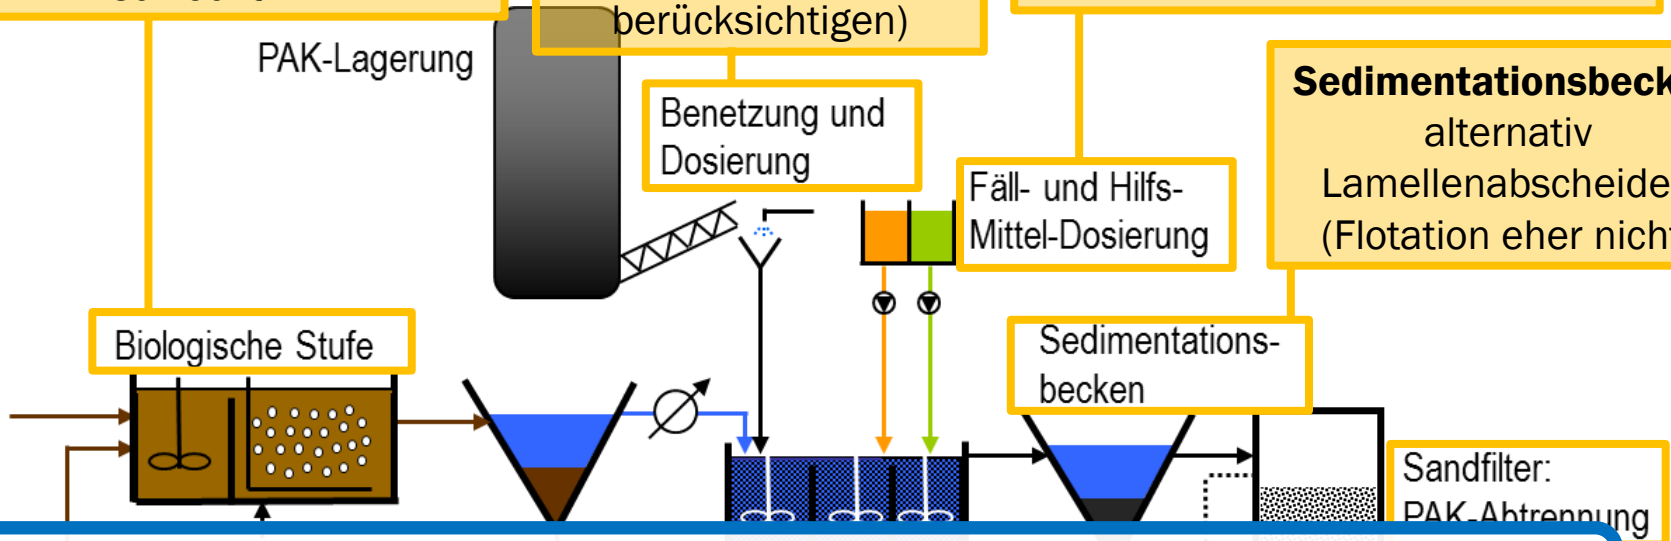 berücksichtigen)
PAK-Lagerung
Benetzung und
Dosierung
Fäll- und Hilfs-
Mittel-Dosierung
Sedimentationsbeck
alternativ
Lamellenabscheide
(Flotation eher nicht
Biologische Stufe
Sedimentations-
becken
Sandfilter:
PAK-Abtrennung